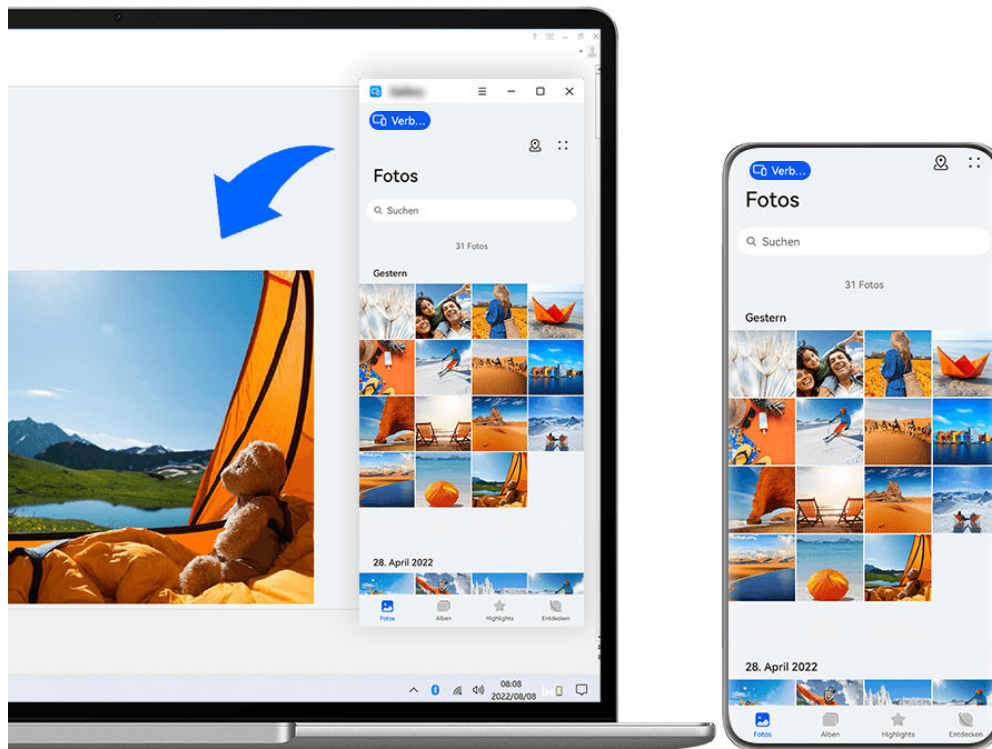 Verb...
Fotos
Suchen
31 Fotos
Gestern
28. April 2022
Fotos
Alben
Highlights
Entdecken
08:08
2022/08/08
Verb...
Fotos
Suchen
31 Fotos
Gestern
28. April 2022
Fotos
Alben
Highlights
Entdecken